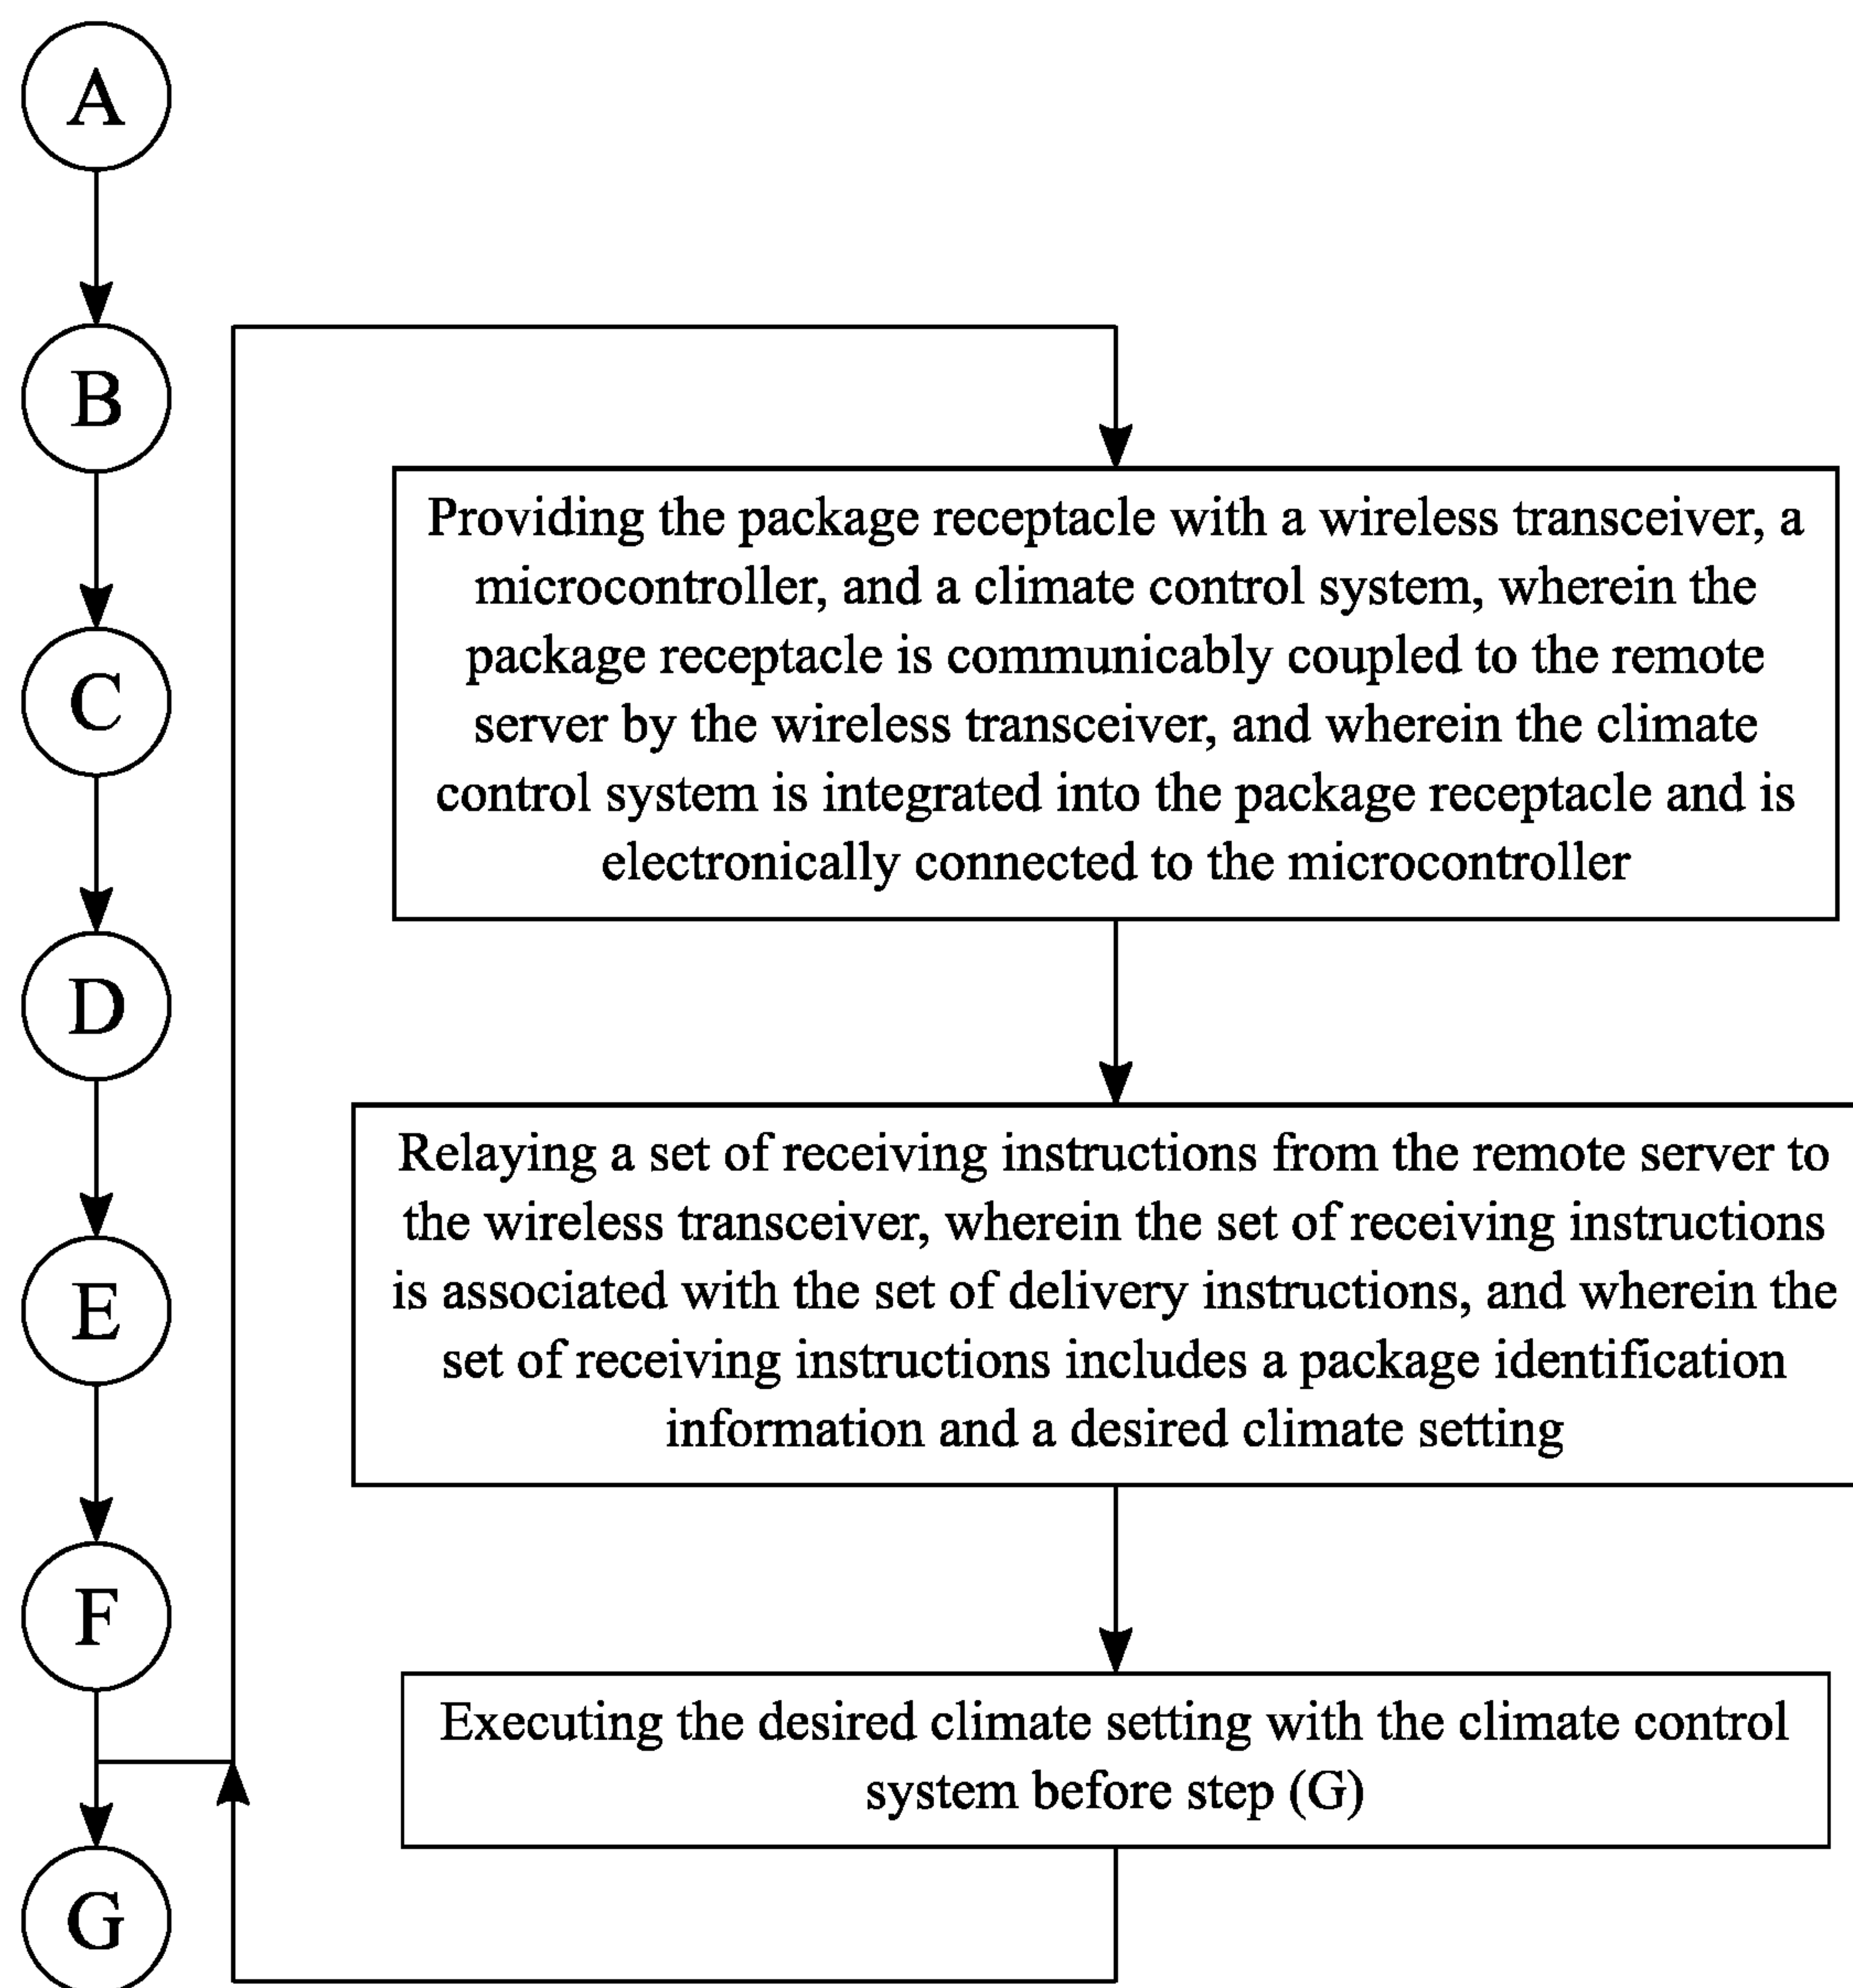 A
B
C
D
E
F
G
Providing the package receptacle with a wireless transceiver, a
microcontroller, and a climate control system, wherein the
package receptacle is communicably coupled to the remote
server by the wireless transceiver, and wherein the climate
control system is integrated into the package receptacle and is
electronically connected to the microcontroller
Relaying a set of receiving instructions from the remote server to
the wireless transceiver, wherein the set of receiving instructions
is associated with the set of delivery instructions, and wherein the
set of receiving instructions includes a package identification
information and a desired climate setting
Executing the desired climate setting with the climate control
system before step (G)